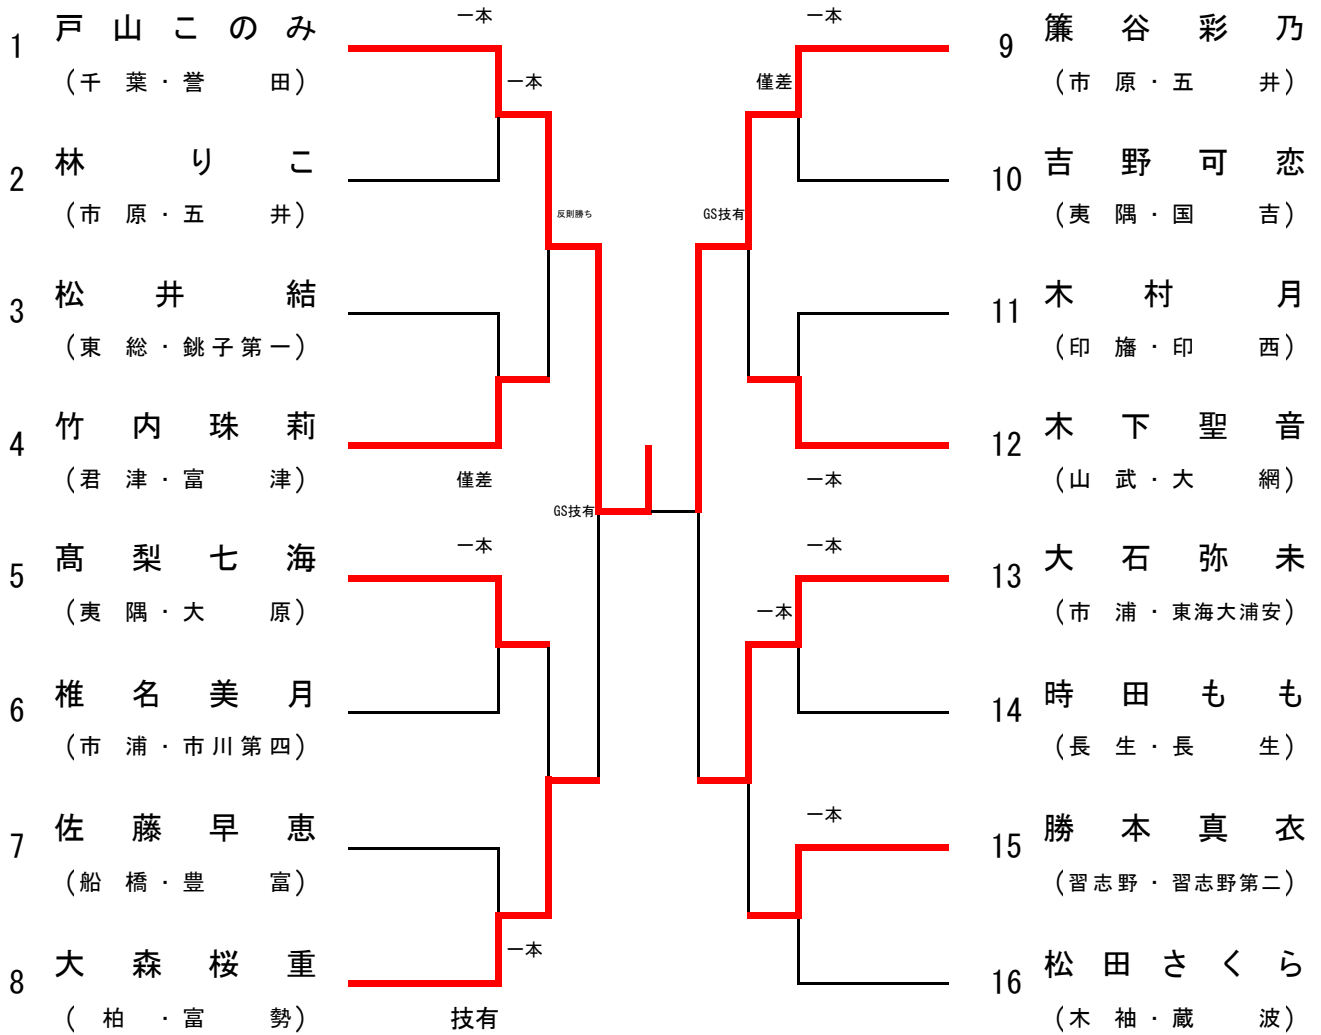 一本
1 戸山このみ
(千葉・誉田)
一本
2 林りこ
(市原・五井)
反則勝ち
3 松井結
(東総・銚子第一)
4 竹内珠莉
(君津・富津)
僅差
GS技有
5 髙梨七海
(夷隅・大原)
一本
6 椎名美月
(市浦・市川第四)
7 佐藤早恵
(船橋・豊富)
一本
8 大森桜重
(柏・富勢)
技有
一本
9 簾谷彩乃
(市原・五井)
僅差
10 吉野可恋
(夷隅・国吉)
GS技有
11 木村月
(印旛・印西)
12 木下聖音
(山武・大網)
一本
一本
13 大石弥未
(市浦・東海大浦安)
一本
14 時田もも
(長生・長生)
一本
15 勝本真衣
(習志野・習志野第二)
16 松田さくら
(木袖・蔵波)